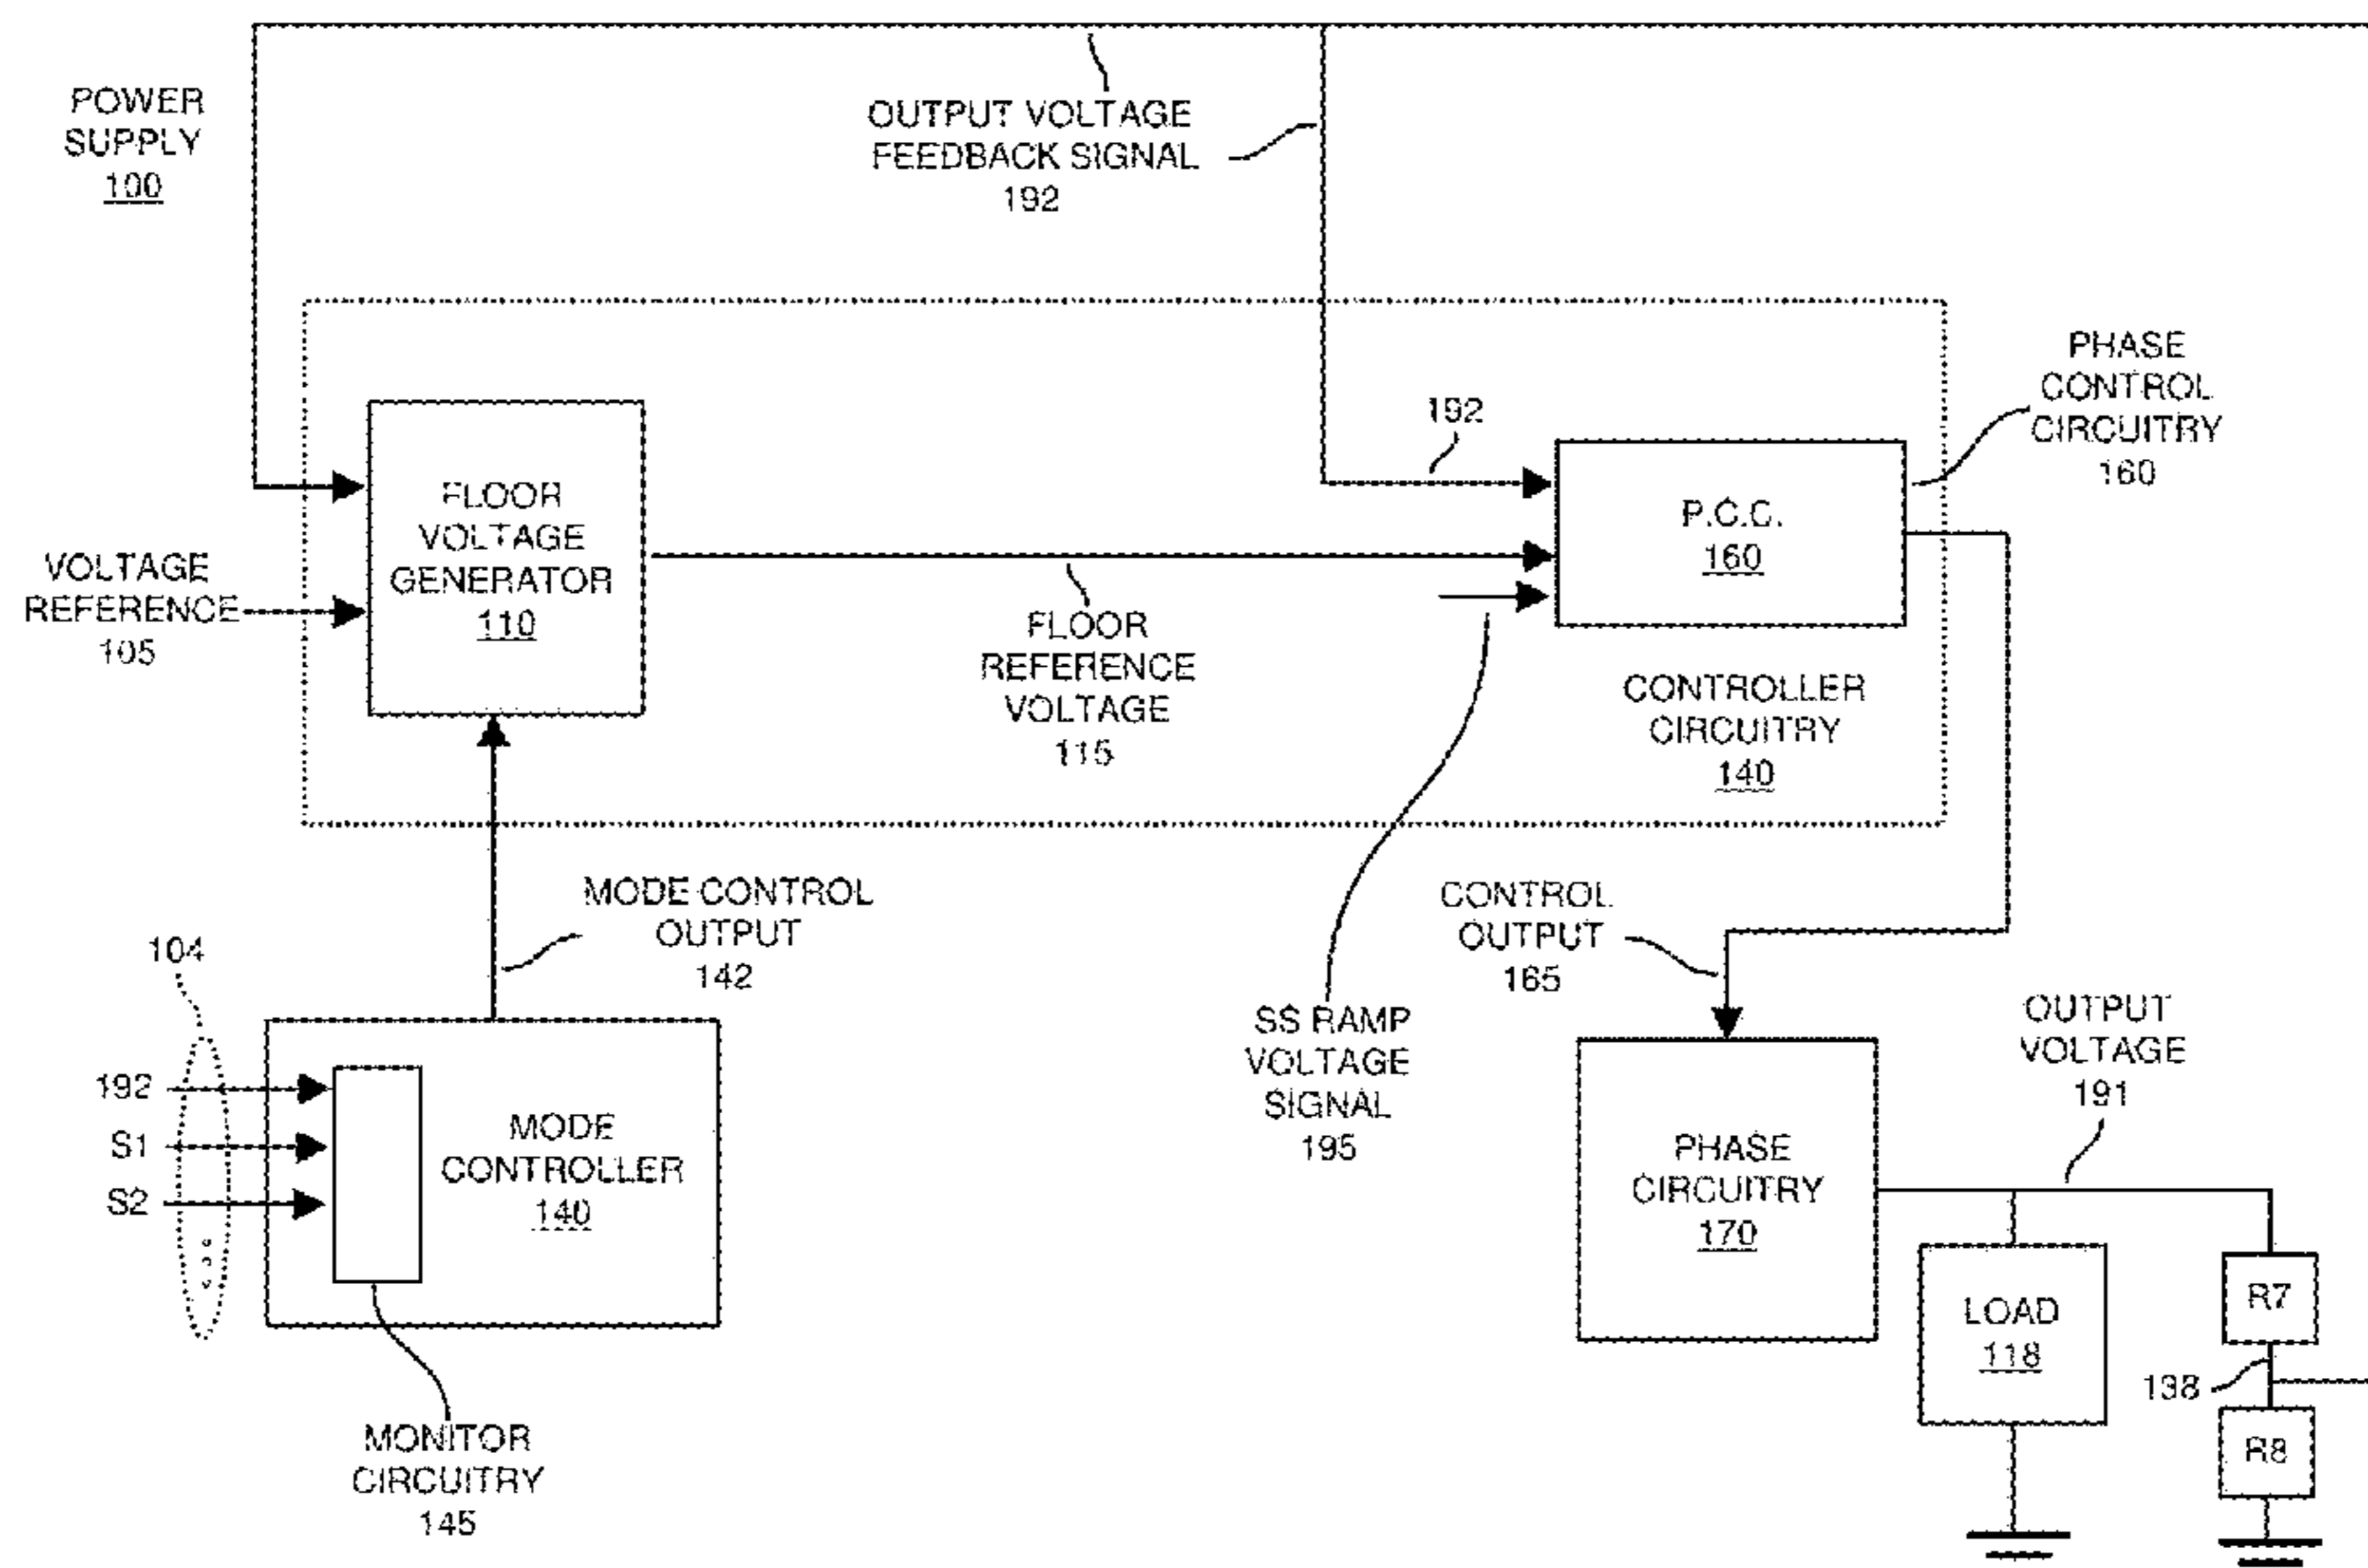 POWER
SUPPLY
100
OUTPUT VOLTAGE
FEEDBACK SIGNAL
192
PHASE
CONTROL
CIRCUITRY
160
192
FLOOR
VOLTAGE
GENERATOR
110
P.C.C.
160
VOLTAGE
REFERENCE
105
FLOOR
REFERENCE
VOLTAGE
115
CONTROLLER
CIRCUITRY
140
MODE CONTROL
OUTPUT
142
CONTROL
OUTPUT
165
104
SS RAMP
VOLTAGE
SIGNAL
195
OUTPUT
VOLTAGE
191
192
S1
S2
MODE
CONTROLLER
140
PHASE
CIRCUITRY
170
LOAD
118
R7
138
R8
MONITOR
CIRCUITRY
145